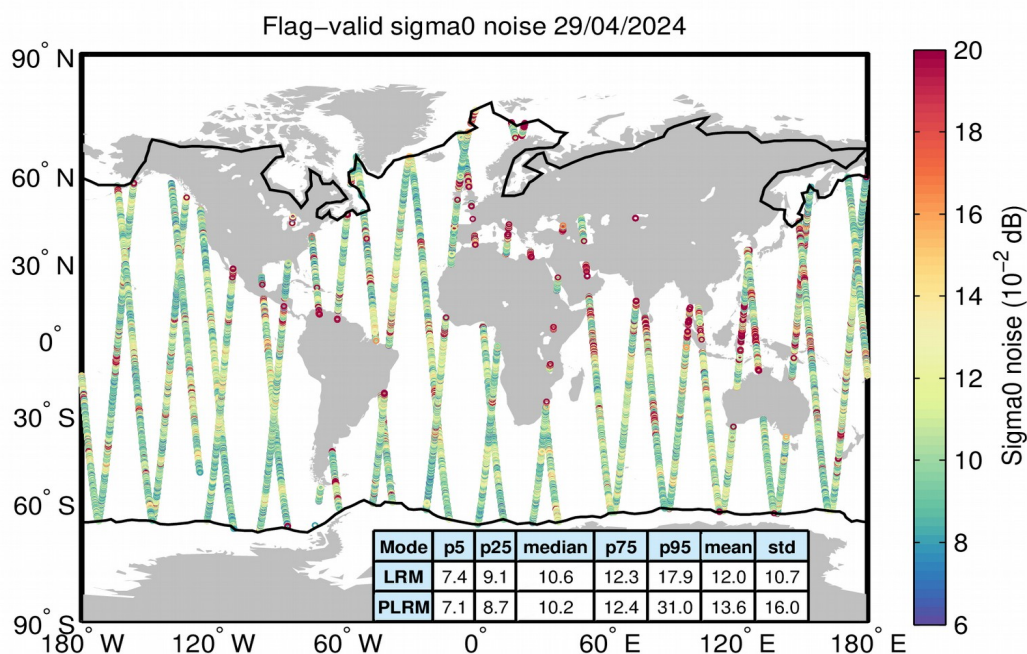 Flag−valid sigma0 noise 29/04/2024
90° N
60° N
30° N
0°
30° S
60° S
90° S
180° W
120° W
60° W
0°
60° E
120° E
180° E
20
18
16
14
12
10
8
6
Sigma0 noise (10⁻² dB)
Mode p5 p25 median p75 p95 mean std
LRM 7.4 9.1 10.6 12.3 17.9 12.0 10.7
PLRM 7.1 8.7 10.2 12.4 31.0 13.6 16.0